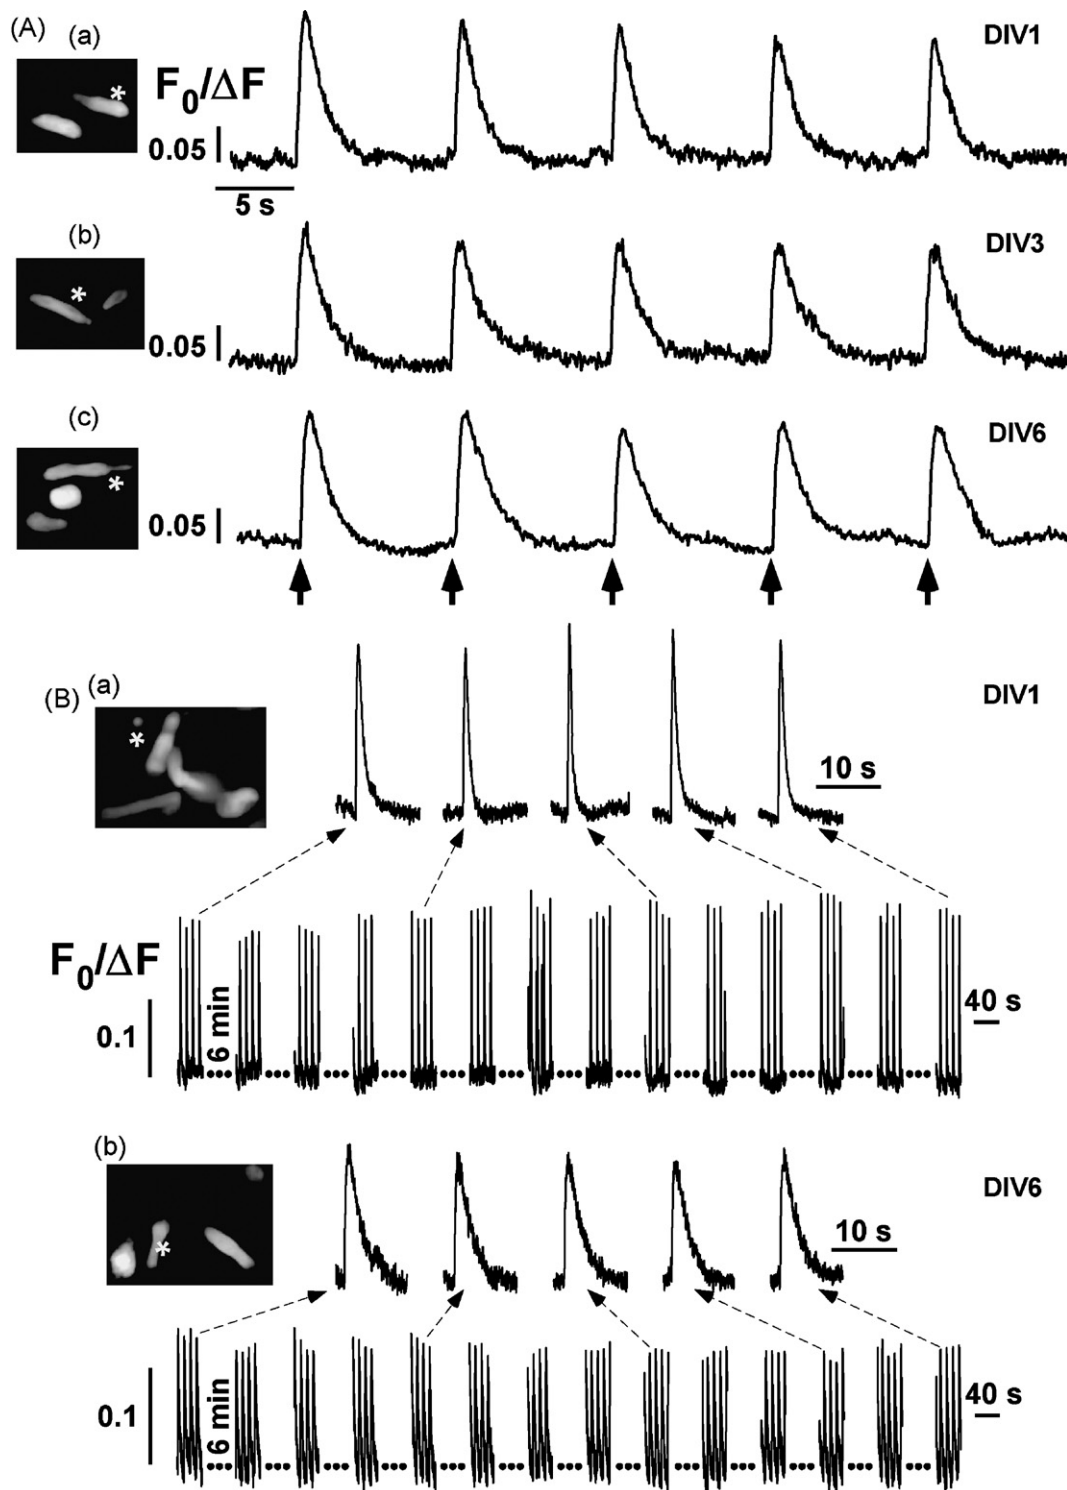 (A) (a)
DIV1
F0/ΔF
0.05
5 s
*
(b)
DIV3
0.05
*
(c)
DIV6
0.05
*
(B) (a)
DIV1
*
10 s
F0/ΔF
0.1
6 min
40 s
(b)
DIV6
*
10 s
0.1
6 min
40 s